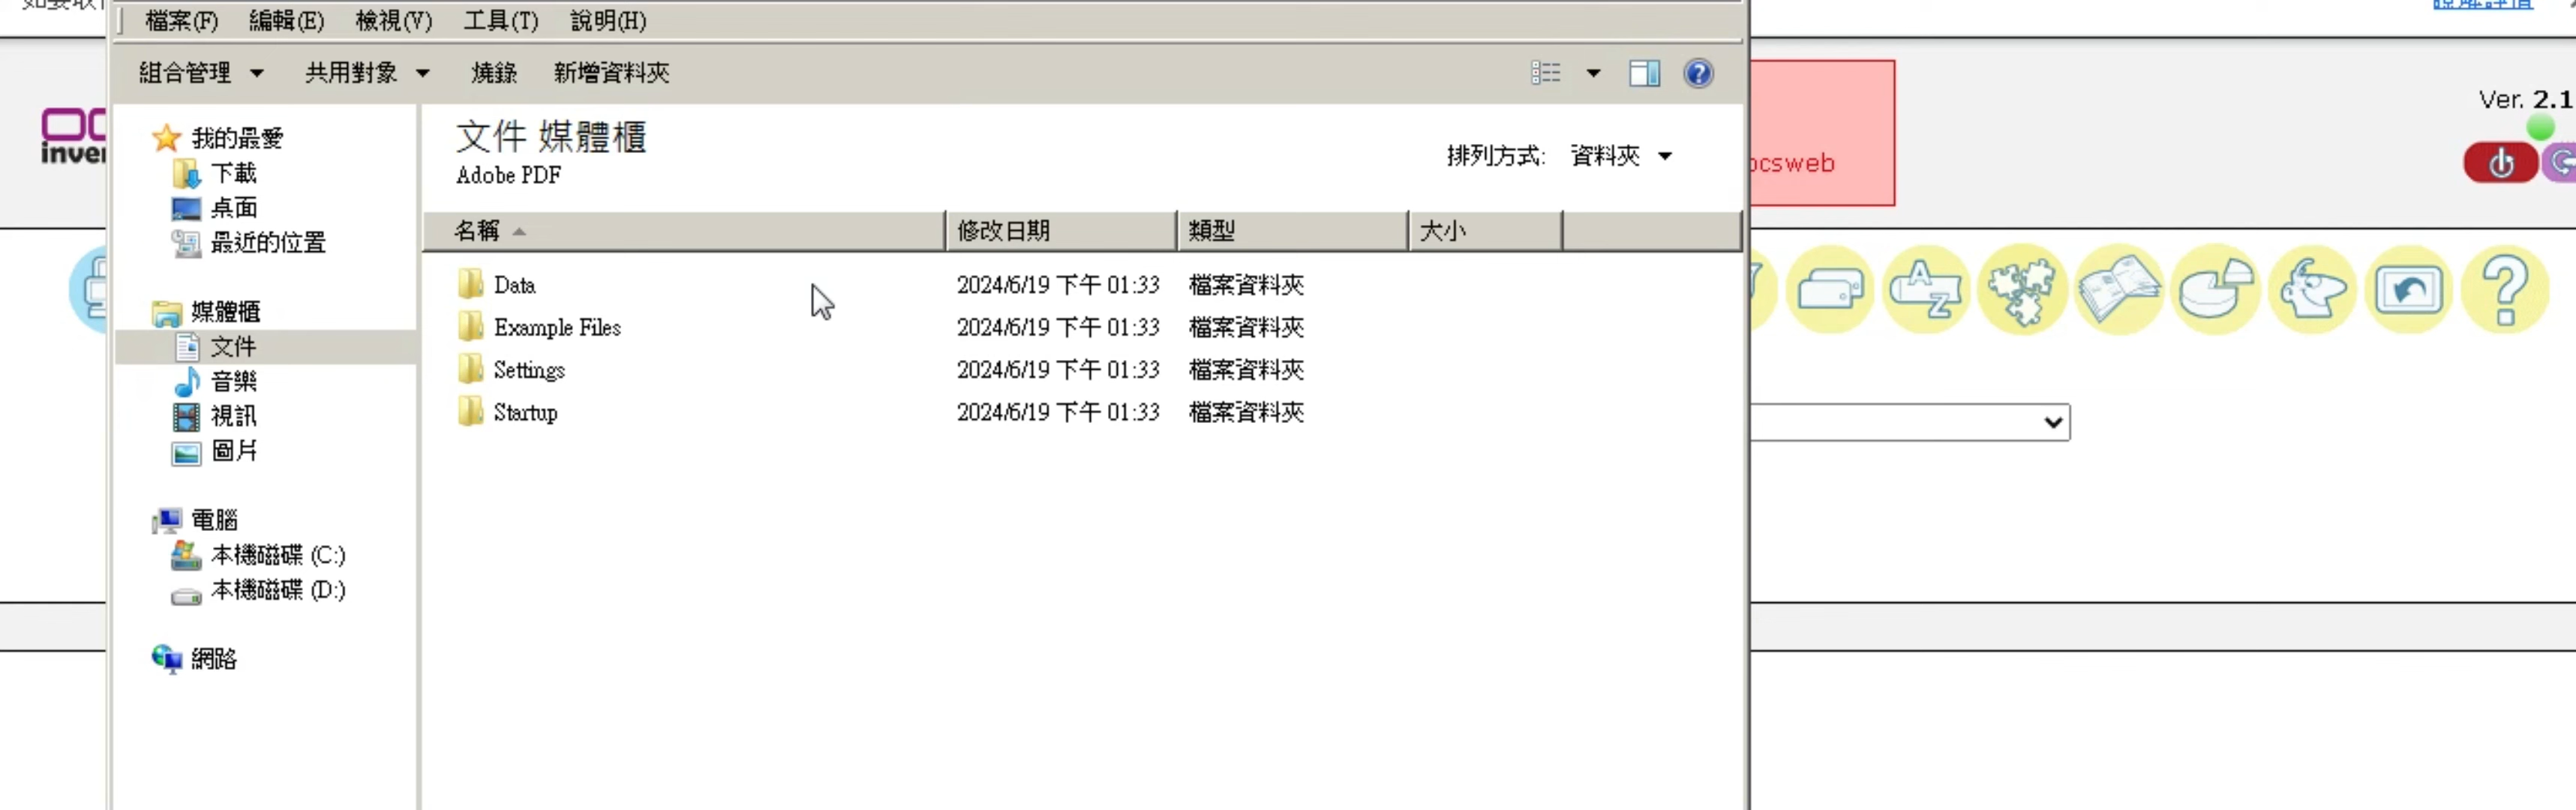 檔案(F) 編輯(E) 檢視(V) 工具(T) 說明(H)
組合管理 共用對象 燒錄 新增資料夾
Ver. 2.1
inve
ocsweb
我的最愛
下載
桌面
最近的位置
媒體櫃
文件
音樂
視訊
圖片
電腦
本機磁碟 (C:)
本機磁碟 (D:)
網路
文件 媒體櫃
Adobe PDF
排列方式: 資料夾
名稱 修改日期 類型 大小
Data 2024/6/19 下午 01:33 檔案資料夾
Example Files 2024/6/19 下午 01:33 檔案資料夾
Settings 2024/6/19 下午 01:33 檔案資料夾
Startup 2024/6/19 下午 01:33 檔案資料夾